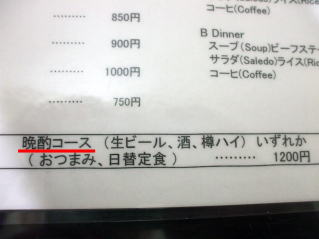 850円
900円
1000円
750円
コーヒ(Coffee)
B Dinner
スープ(Soup)ビーフステ
サラダ(Saledo)ライス(Ric
コーヒ(Coffee)
晩酌コース (生ビール、酒、樽ハイ) いずれか
(おつまみ、日替定食) ········· 1200円